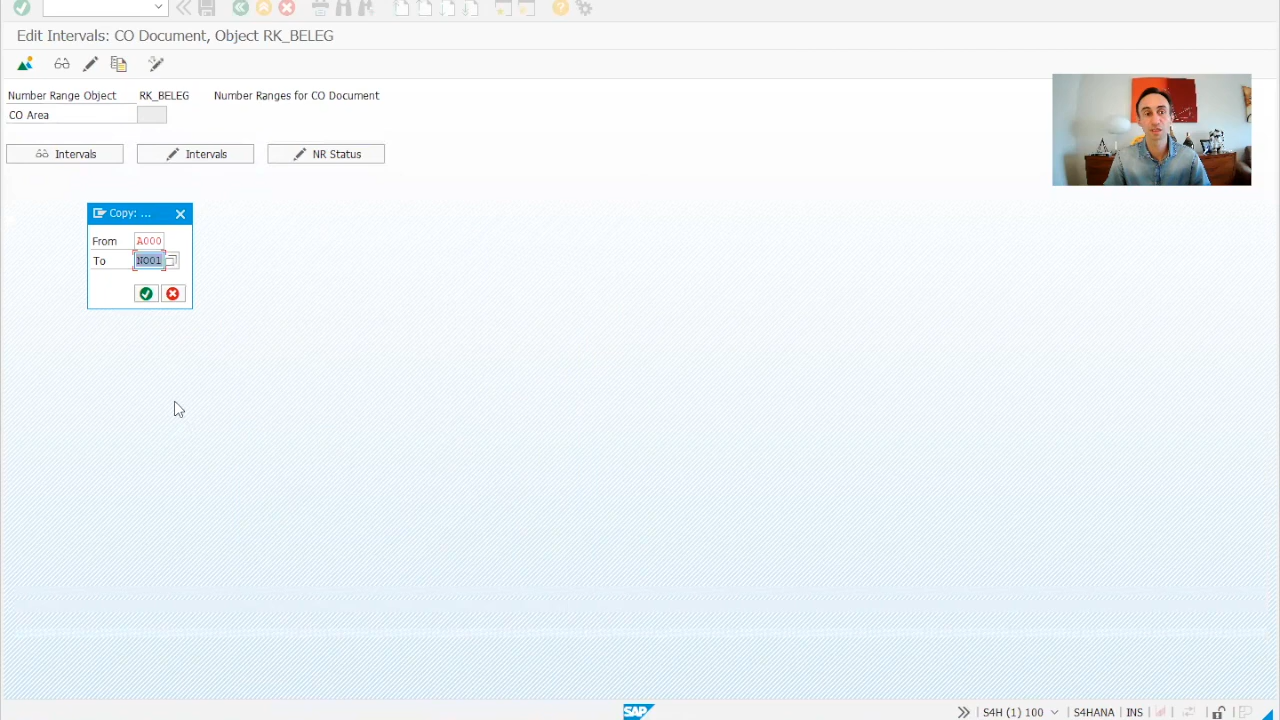 Edit Intervals: CO Document, Object RK_BELEG
Number Range Object RK_BELEG Number Ranges for CO Document
CO Area
Intervals Intervals NR Status
Copy: ...
From A000
To N001
SAP S4H (1) 100 S4HANA INS